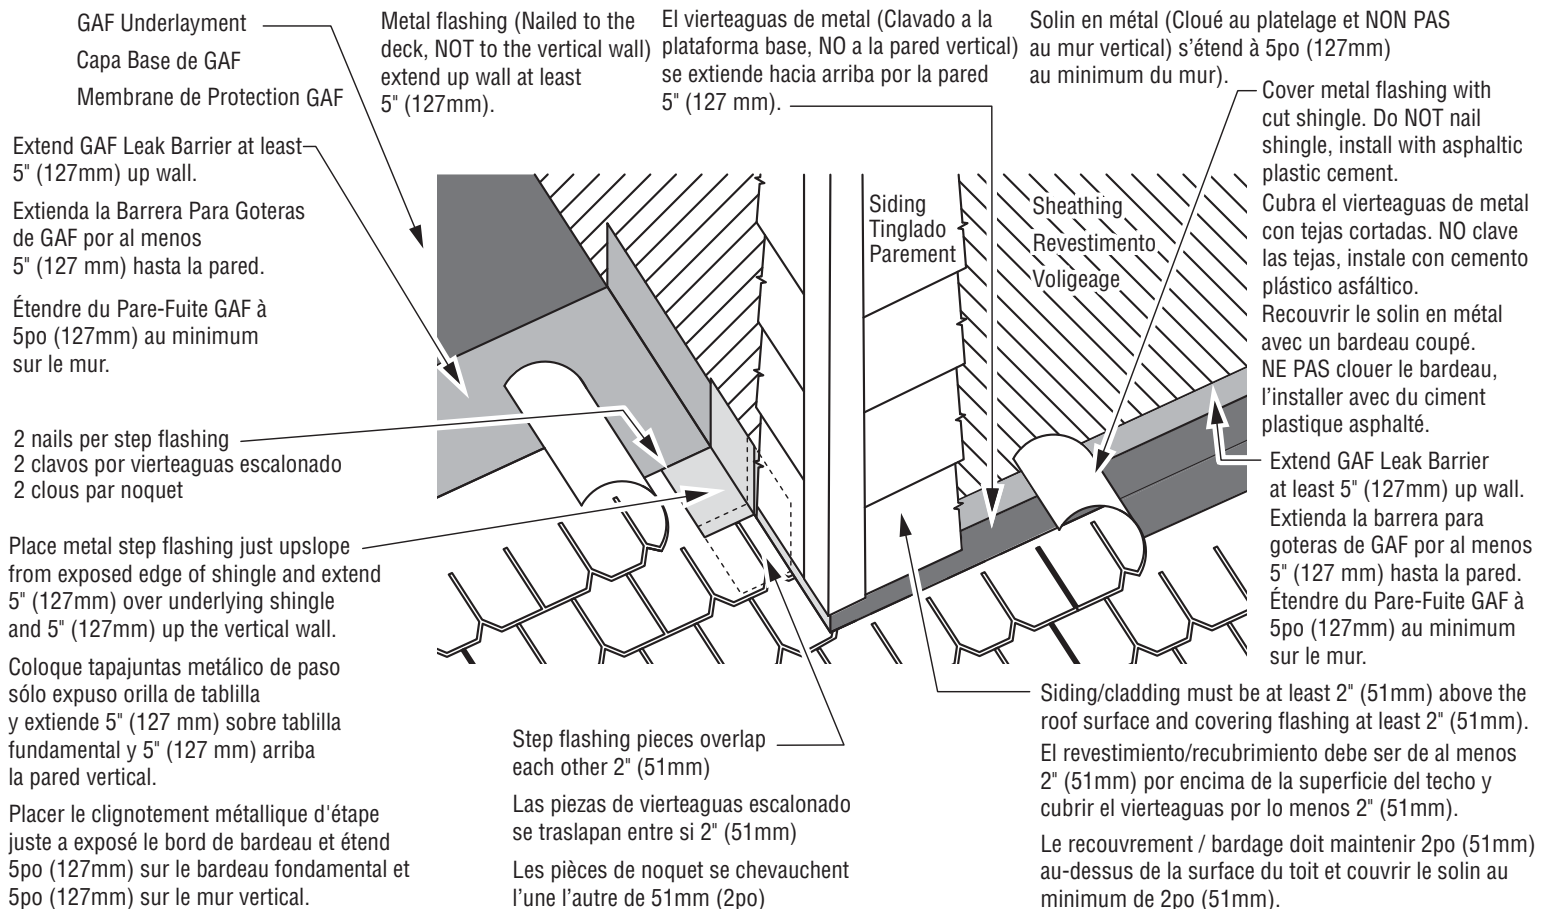 GAF Underlayment
Capa Base de GAF
Membrane de Protection GAF
Metal flashing (Nailed to the
deck, NOT to the vertical wall)
extend up wall at least
5" (127mm).
El vierteaguas de metal (Clavado a la
plataforma base, NO a la pared vertical)
se extiende hacia arriba por la pared
5" (127 mm).
Solin en métal (Cloué au platelage et NON PAS
au mur vertical) s’étend à 5po (127mm)
au minimum du mur).
Cover metal flashing with
cut shingle. Do NOT nail
shingle, install with asphaltic
plastic cement.
Cubra el vierteaguas de metal
con tejas cortadas. NO clave
las tejas, instale con cemento
plástico asfáltico.
Recouvrir le solin en métal
avec un bardeau coupé.
NE PAS clouer le bardeau,
l’installer avec du ciment
plastique asphalté.
Extend GAF Leak Barrier at least
5" (127mm) up wall.
Extienda la Barrera Para Goteras
de GAF por al menos
5" (127 mm) hasta la pared.
Étendre du Pare-Fuite GAF à
5po (127mm) au minimum
sur le mur.
Siding
Tinglado
Parement
Sheathing
Revestimento
Voligeage
2 nails per step flashing
2 clavos por vierteaguas escalonado
2 clous par noquet
Extend GAF Leak Barrier
at least 5" (127mm) up wall.
Extienda la barrera para
goteras de GAF por al menos
5" (127 mm) hasta la pared.
Étendre du Pare-Fuite GAF à
5po (127mm) au minimum
sur le mur.
Place metal step flashing just upslope
from exposed edge of shingle and extend
5" (127mm) over underlying shingle
and 5" (127mm) up the vertical wall.
Coloque tapajuntas metálico de paso
sólo expuso orilla de tablilla
y extiende 5" (127 mm) sobre tablilla
fundamental y 5" (127 mm) arriba
la pared vertical.
Placer le clignotement métallique d'étape
juste a exposé le bord de bardeau et étend
5po (127mm) sur le bardeau fondamental et
5po (127mm) sur le mur vertical.
Step flashing pieces overlap
each other 2" (51mm)
Las piezas de vierteaguas escalonado
se traslapan entre si 2" (51mm)
Les pièces de noquet se chevauchent
l’une l’autre de 51mm (2po)
Siding/cladding must be at least 2" (51mm) above the
roof surface and covering flashing at least 2" (51mm).
El revestimiento/recubrimiento debe ser de al menos
2" (51mm) por encima de la superficie del techo y
cubrir el vierteaguas por lo menos 2" (51mm).
Le recouvrement / bardage doit maintenir 2po (51mm)
au-dessus de la surface du toit et couvrir le solin au
minimum de 2po (51mm).